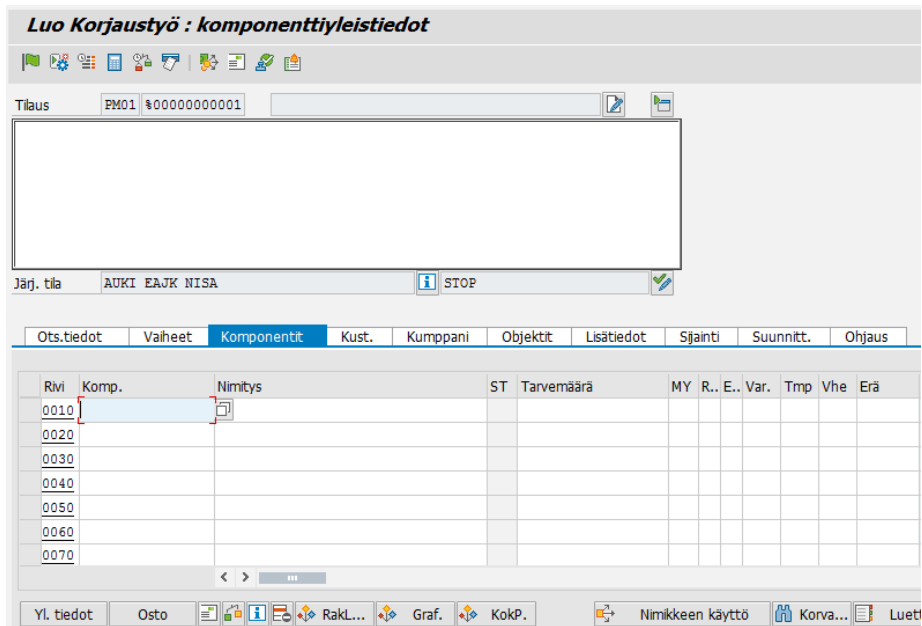 Luo Korjaustyö : komponenttiyleistiedot
Tilaus PM01 %00000000001
Järj. tila AUKI EAJK NISA STOP
Ots.tiedot Vaiheet Komponentit Kust. Kumppani Objektit Lisätiedot Sijainti Suunnitt. Ohjaus
Rivi Komp. Nimitys ST Tarvemäärä MY R.. E.. Var. Tmp Vhe Erä
0010
0020
0030
0040
0050
0060
0070
Yl. tiedot Osto RakL... Graf. KokP. Nimikkeen käyttö Korva... Luett